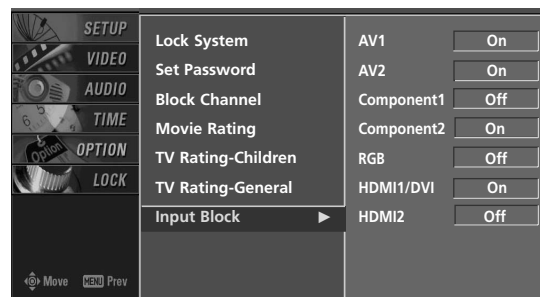 SETUP
VIDEO
AUDIO
TIME
OPTION
LOCK
Move MENU Prev
Lock System
Set Password
Block Channel
Movie Rating
TV Rating-Children
TV Rating-General
Input Block ►
AV1 On
AV2 On
Component1 Off
Component2 On
RGB Off
HDMI1/DVI On
HDMI2 Off